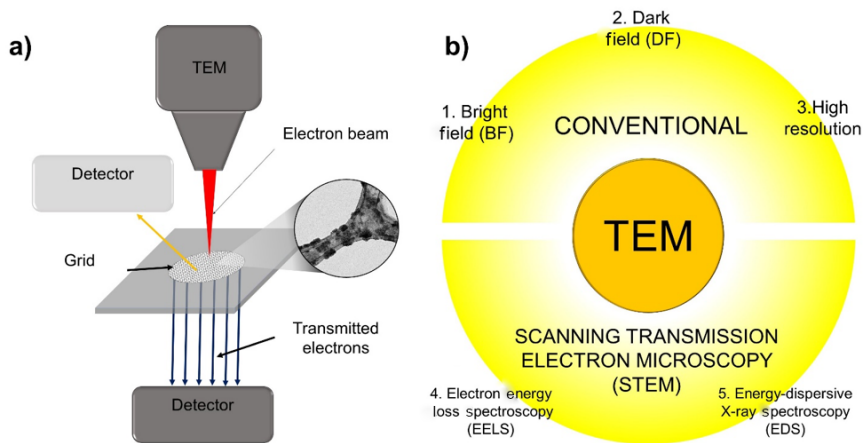 a)
TEM
Electron beam
Detector
Grid
Transmitted
electrons
Detector
b)
2. Dark
field (DF)
1. Bright
field (BF)
3.High
resolution
CONVENTIONAL
TEM
SCANNING TRANSMISSION
ELECTRON MICROSCOPY
(STEM)
4. Electron energy
loss spectroscopy
(EELS)
5. Energy-dispersive
X-ray spectroscopy
(EDS)